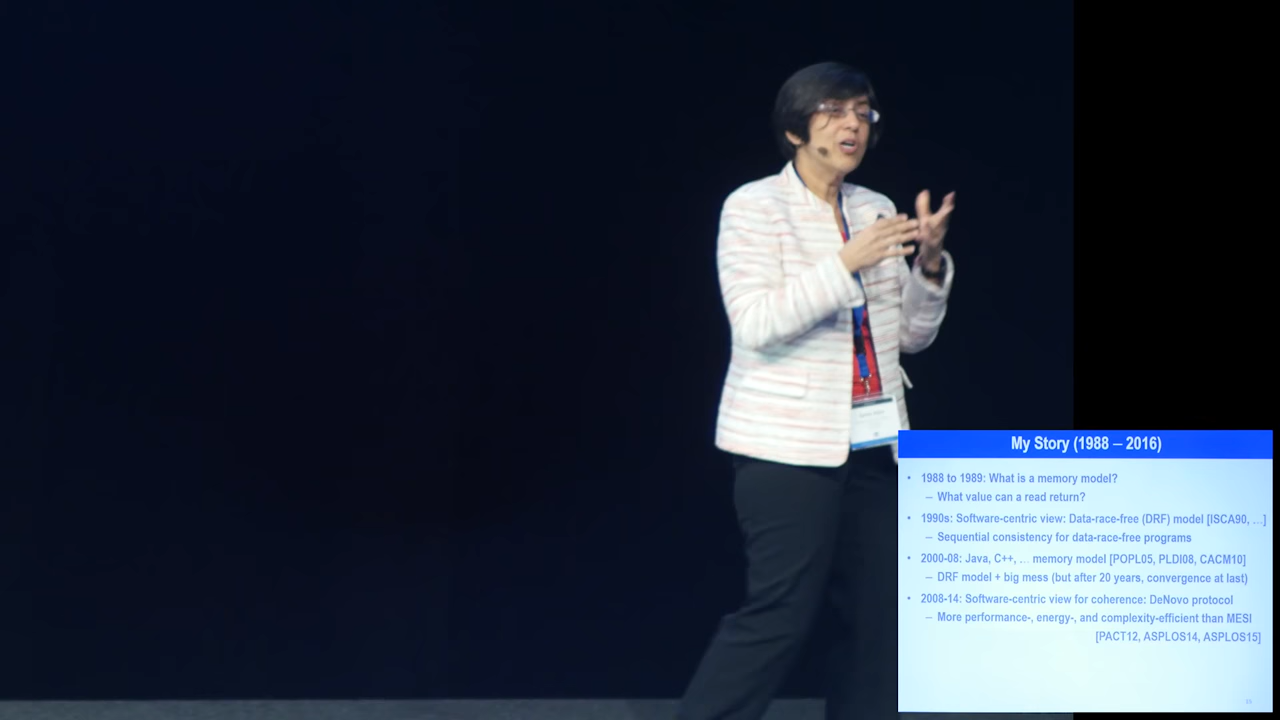 My Story (1988 – 2016)
• 1988 to 1989: What is a memory model?
– What value can a read return?
• 1990s: Software-centric view: Data-race-free (DRF) model [ISCA90, …]
– Sequential consistency for data-race-free programs
• 2000-08: Java, C++, … memory model [POPL05, PLDI08, CACM10]
– DRF model + big mess (but after 20 years, convergence at last)
• 2008-14: Software-centric view for coherence: DeNovo protocol
– More performance-, energy-, and complexity-efficient than MESI
[PACT12, ASPLOS14, ASPLOS15]